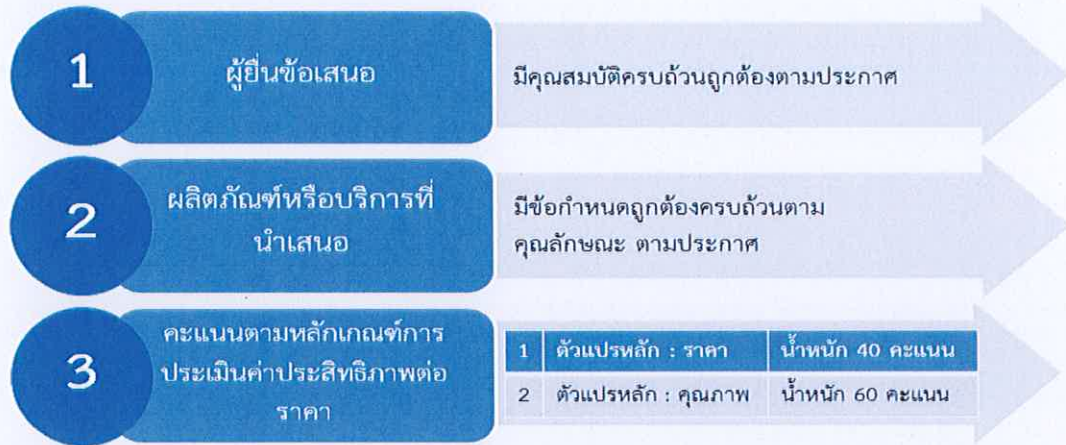 1
ผู้ยื่นข้อเสนอ
มีคุณสมบัติครบถ้วนถูกต้องตามประกาศ
2
ผลิตภัณฑ์หรือบริการที่
นำเสนอ
มีข้อกำหนดถูกต้องครบถ้วนตาม
คุณลักษณะ ตามประกาศ
3
คะแนนตามหลักเกณฑ์การ
ประเมินค่าประสิทธิภาพต่อ
ราคา
1 ตัวแปรหลัก : ราคา น้ำหนัก 40 คะแนน
2 ตัวแปรหลัก : คุณภาพ น้ำหนัก 60 คะแนน